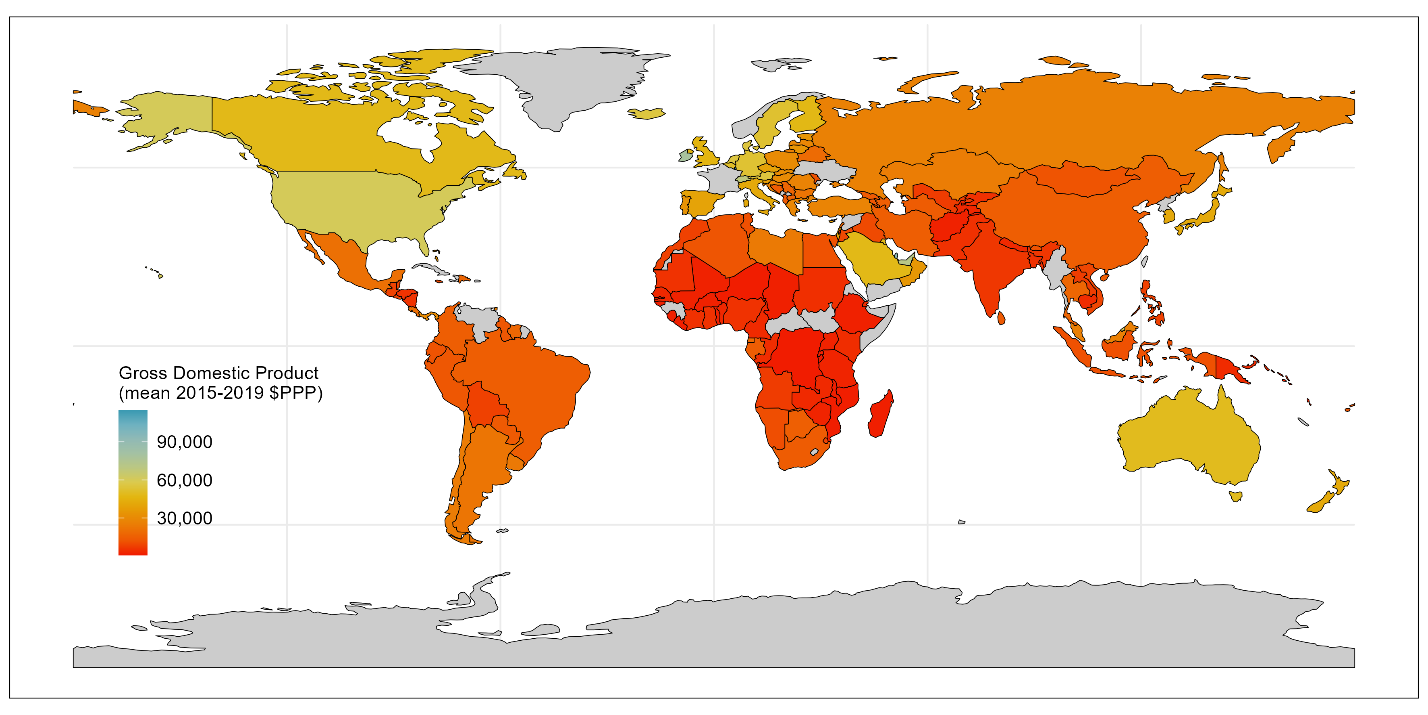 Gross Domestic Product
(mean 2015-2019 $PPP)
90,000
60,000
30,000